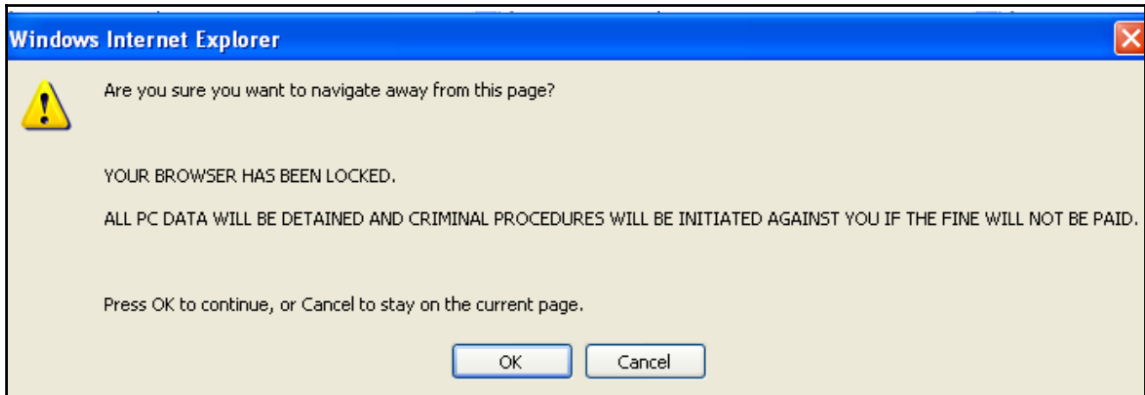 Windows Internet Explorer
Are you sure you want to navigate away from this page?
YOUR BROWSER HAS BEEN LOCKED.
ALL PC DATA WILL BE DETAINED AND CRIMINAL PROCEDURES WILL BE INITIATED AGAINST YOU IF THE FINE WILL NOT BE PAID.
Press OK to continue, or Cancel to stay on the current page.
OK Cancel